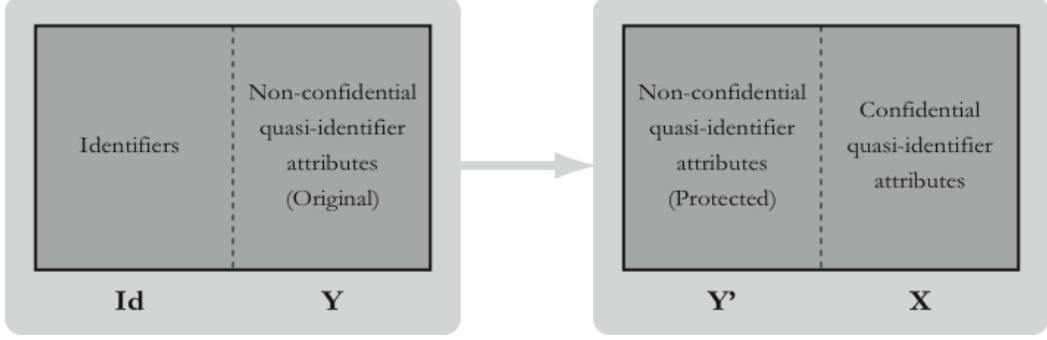 Identifiers
Non-confidential
quasi-identifier
attributes
(Original)
Id
Y
Non-confidential
quasi-identifier
attributes
(Protected)
Confidential
quasi-identifier
attributes
Y’
X